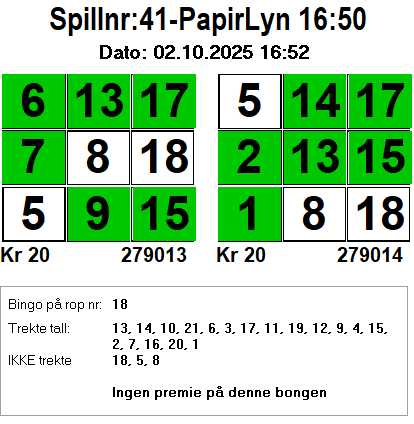 Spillnr:41-PapirLyn 16:50
Dato: 02.10.2025 16:52
6 13 17 5 14 17
7 8 18 2 13 15
5 9 15 1 8 18
Kr 20 279013 Kr 20 279014
Bingo på rop nr: 18
Trekte tall: 13, 14, 10, 21, 6, 3, 17, 11, 19, 12, 9, 4, 15,
2, 7, 16, 20, 1
IKKE trekte 18, 5, 8
Ingen premie på denne bongen